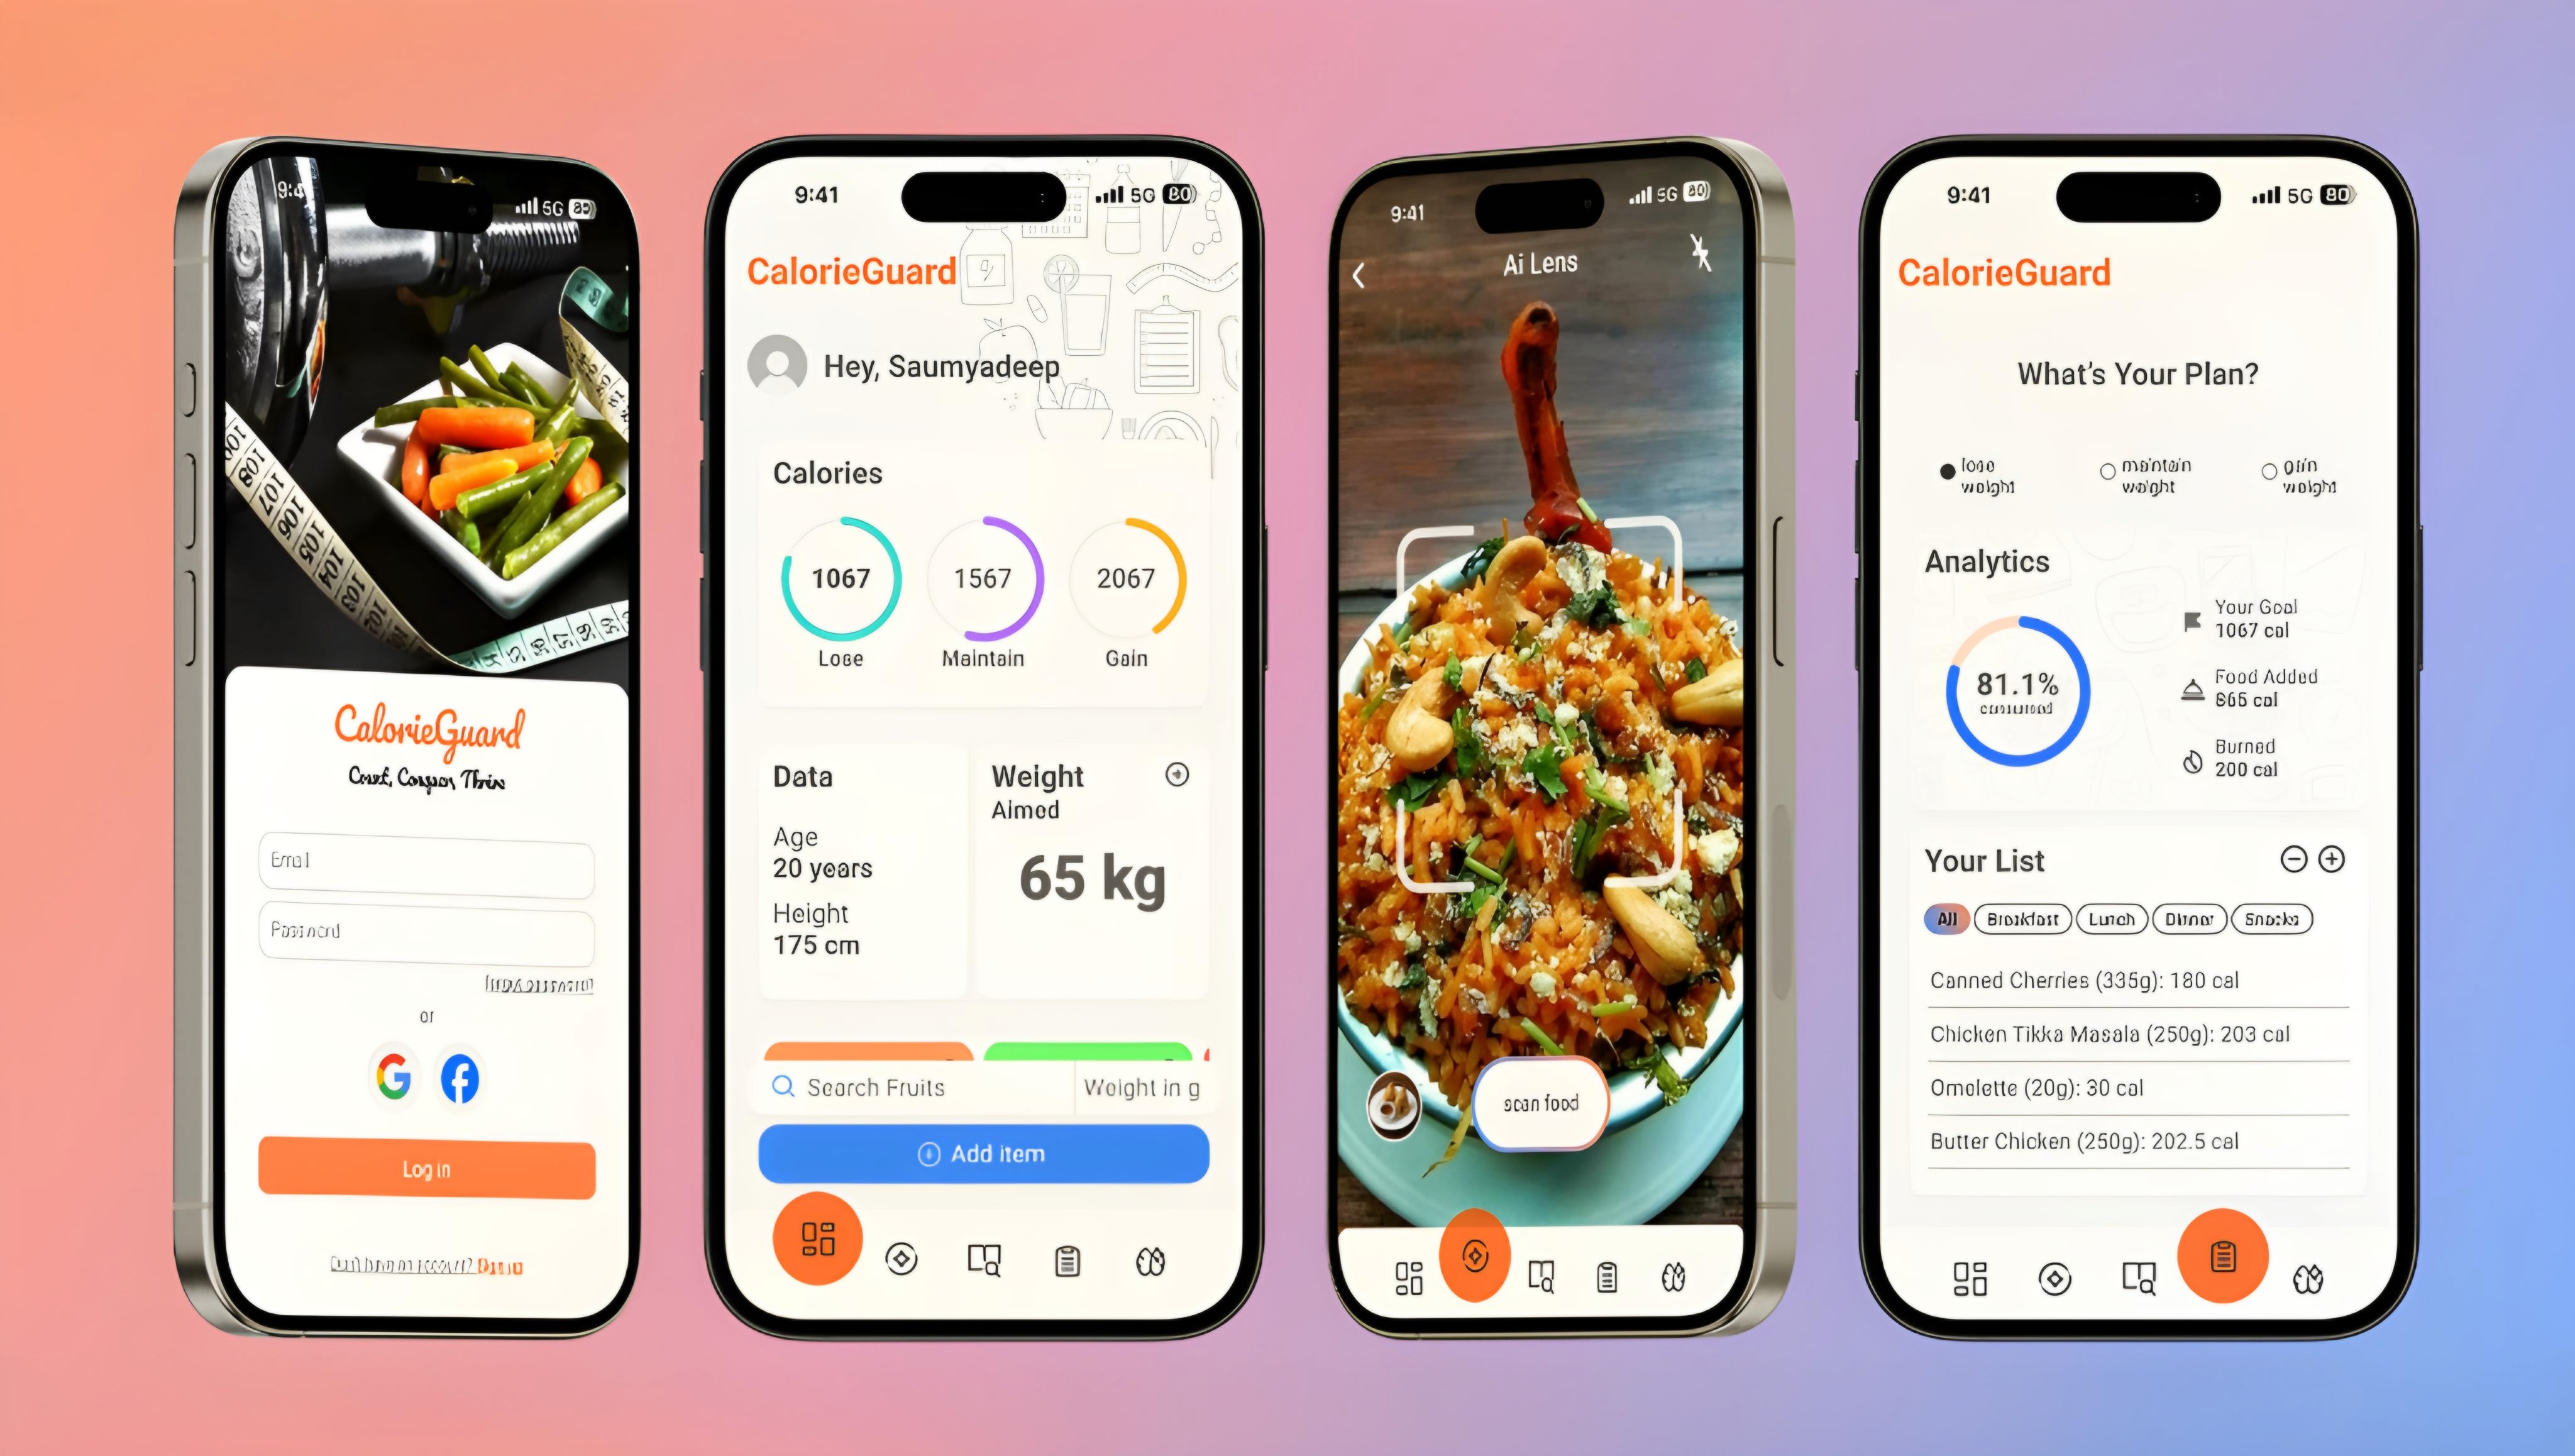 9:4
5G 80
CalorieGuard
Email
Password
or
Log in
9:41
5G 80
CalorieGuard
Hey, Saumyadeep
Calories
1067
1567
2067
Lose
Maintain
Gain
Data
Age
20 years
Height
175 cm
Weight
Aimed
65 kg
Search Fruits
Weight in g
Add item
9:41
5G 80
Ai Lens
scan food
9:41
5G 80
CalorieGuard
What's Your Plan?
lose
weight
maintain
weight
gain
weight
Analytics
81.1%
consumed
Your Goal
1067 cal
Food Added
865 cal
Burned
200 cal
Your List
All
Breakfast
Lunch
Dinner
Snacks
Canned Cherries (335g): 180 cal
Chicken Tikka Masala (250g): 203 cal
Omelette (20g): 30 cal
Butter Chicken (250g): 202.5 cal